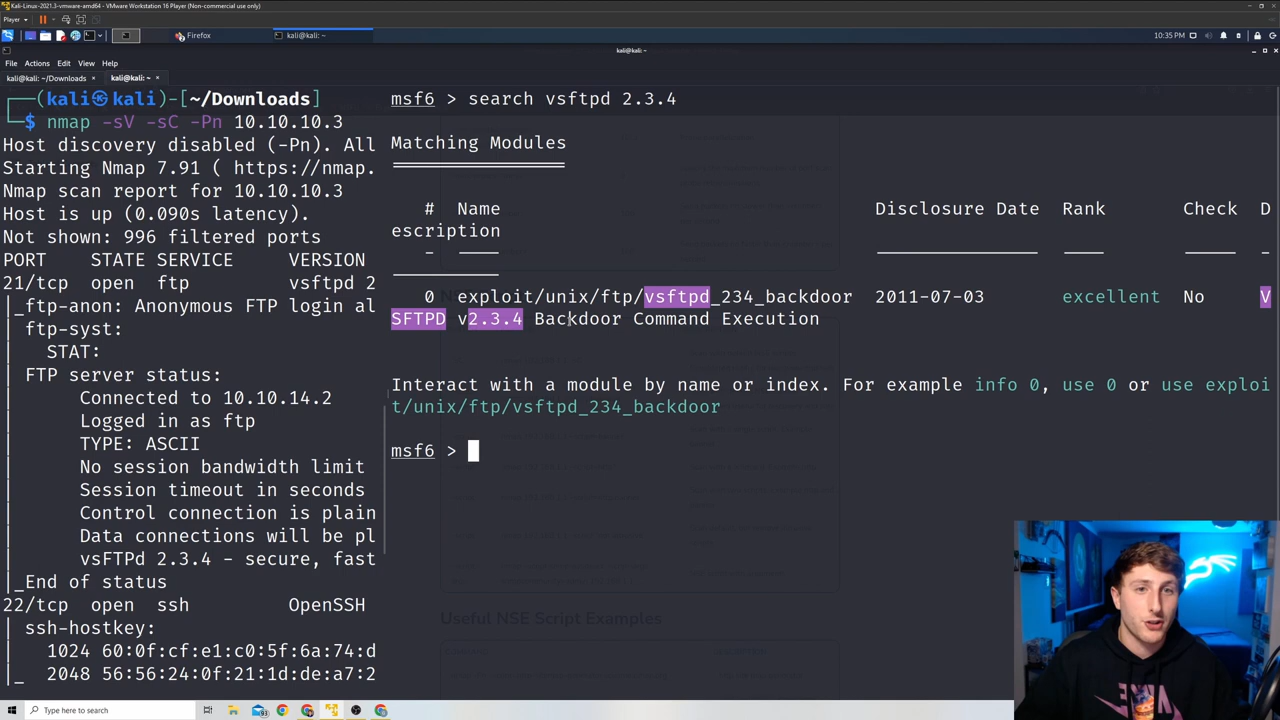 Kali-Linux-2021.3-vmware-amd64 - VMware Workstation 16 Player (Non-commercial use only)
Player
Firefox
kali@kali: ~
10:35 PM
kali@kali:~
File Actions Edit View Help
kali@kali: ~/Downloads
kali@kali: ~
(kali㉿kali)-[~/Downloads]
$ nmap -sV -sC -Pn 10.10.10.3
Host discovery disabled (-Pn). All
Starting Nmap 7.91 ( https://nmap.
Nmap scan report for 10.10.10.3
Host is up (0.090s latency).
Not shown: 996 filtered ports
PORT STATE SERVICE VERSION
21/tcp open ftp vsftpd 2
|_ftp-anon: Anonymous FTP login al
| ftp-syst:
| STAT:
| FTP server status:
| Connected to 10.10.14.2
| Logged in as ftp
| TYPE: ASCII
| No session bandwidth limit
| Session timeout in seconds
| Control connection is plain
| Data connections will be pl
| vsFTPd 2.3.4 - secure, fast
|_End of status
22/tcp open ssh OpenSSH
| ssh-hostkey:
| 1024 60:0f:cf:e1:c0:5f:6a:74:d
|_ 2048 56:56:24:0f:21:1d:de:a7:2
msf6 > search vsftpd 2.3.4
Matching Modules
================
# Name Disclosure Date Rank Check D
escription
- ---- --------------- ---- ----- -
----------
0 exploit/unix/ftp/vsftpd_234_backdoor 2011-07-03 excellent No V
SFTPD v2.3.4 Backdoor Command Execution
Interact with a module by name or index. For example info 0, use 0 or use exploi
t/unix/ftp/vsftpd_234_backdoor
msf6 >
Useful NSE Script Examples
Type here to search